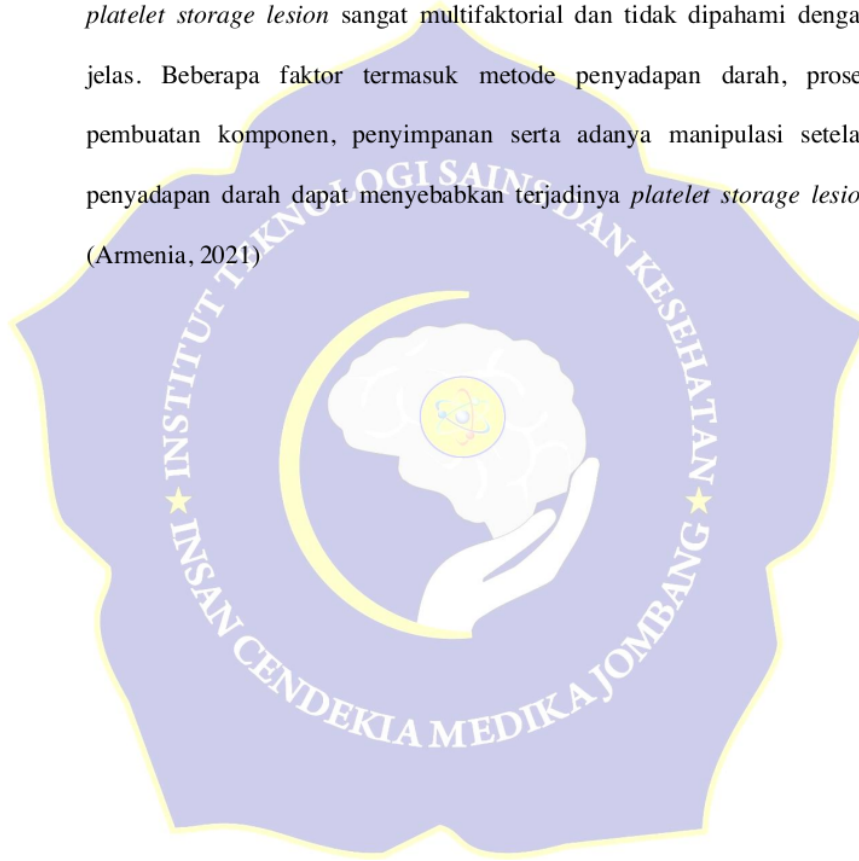 platelet storage lesion sangat multifaktorial dan tidak dipahami denga
jelas. Beberapa faktor termasuk metode penyadapan darah, prose
pembuatan komponen, penyimpanan serta adanya manipulasi setela
penyadapan darah dapat menyebabkan terjadinya platelet storage lesio
(Armenia, 2021)
INSTITUT TEKNOLOGI SAINS DAN KESEHATAN
INSAN CENDEKIA MEDIKA JOMBANG